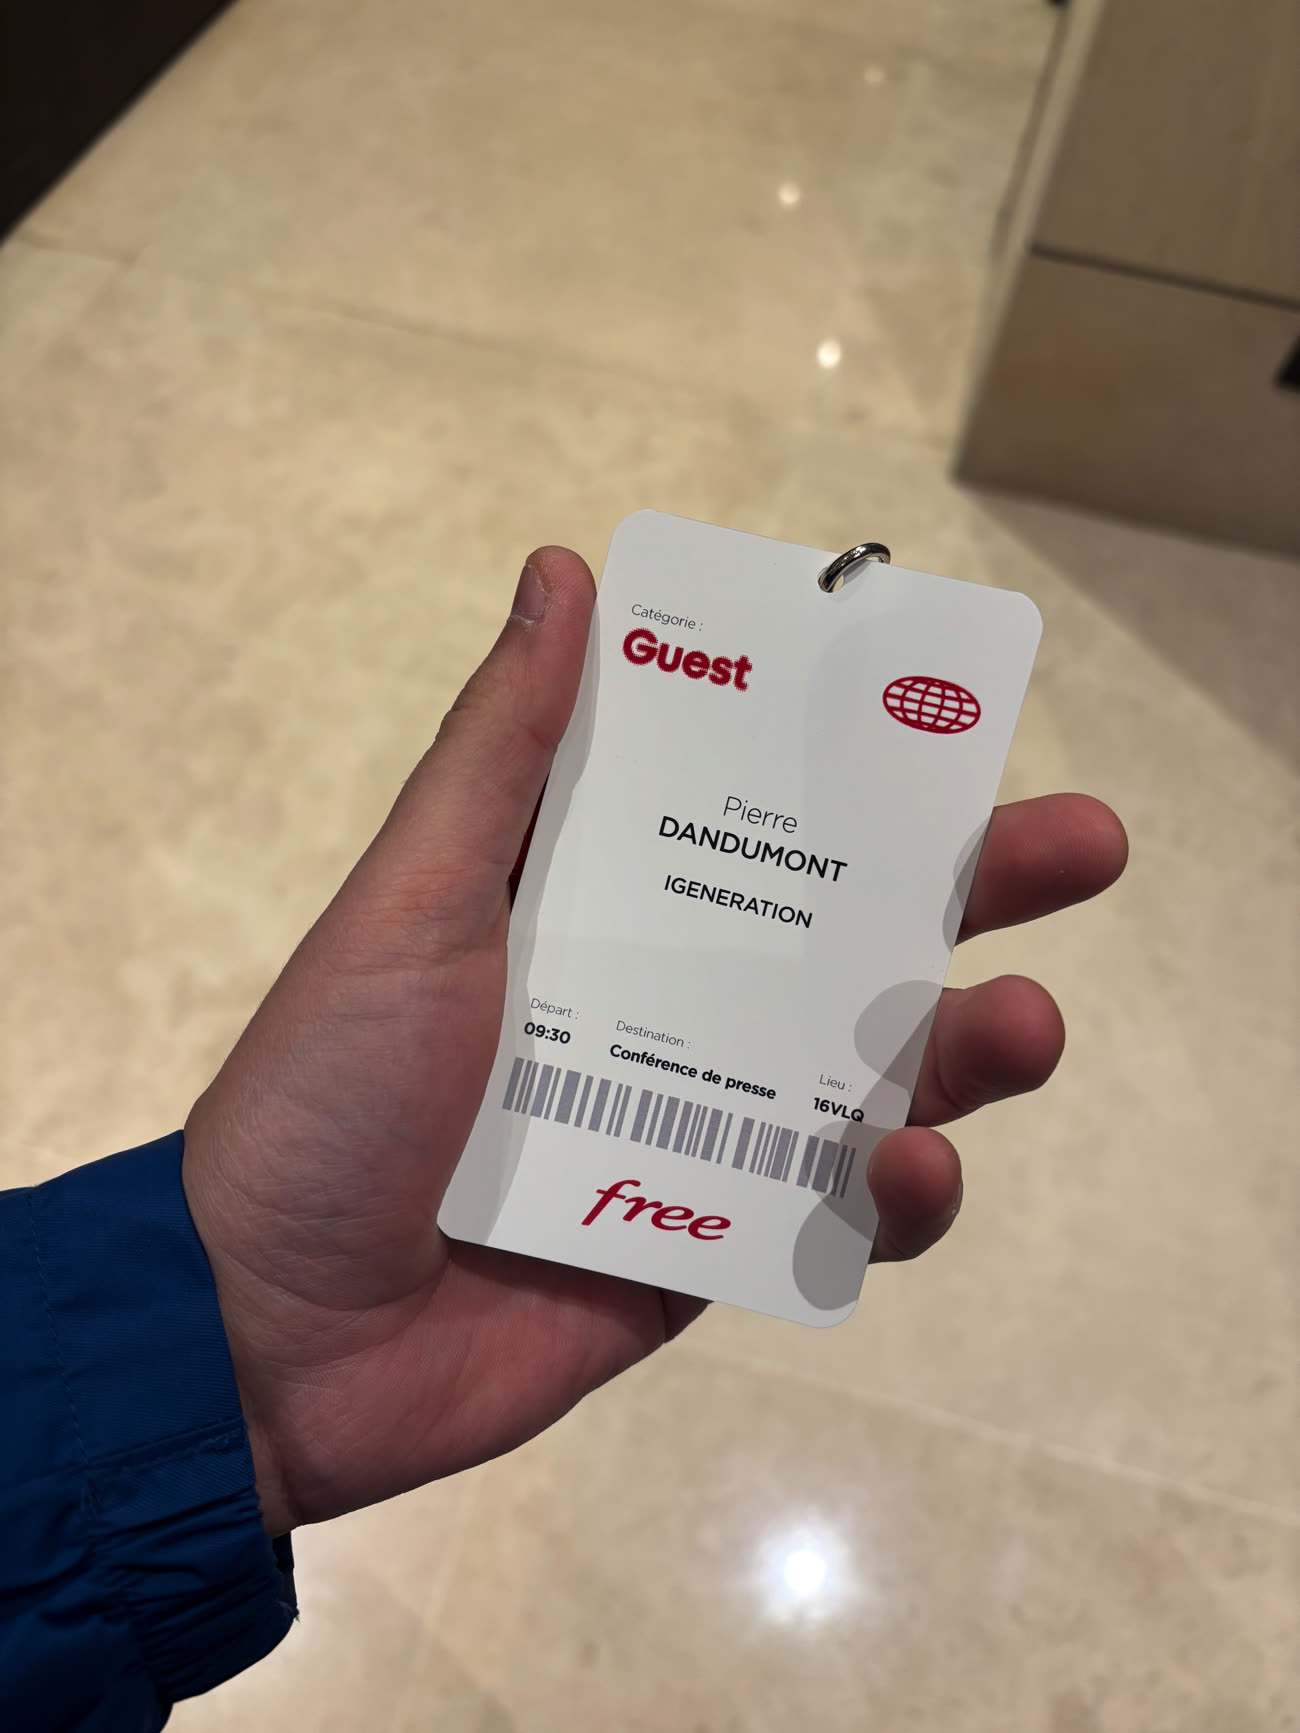 Catégorie :
Guest
Pierre
DANDUMONT
IGENERATION
Départ :
09:30
Destination :
Conférence de presse
Lieu :
16VLQ
free